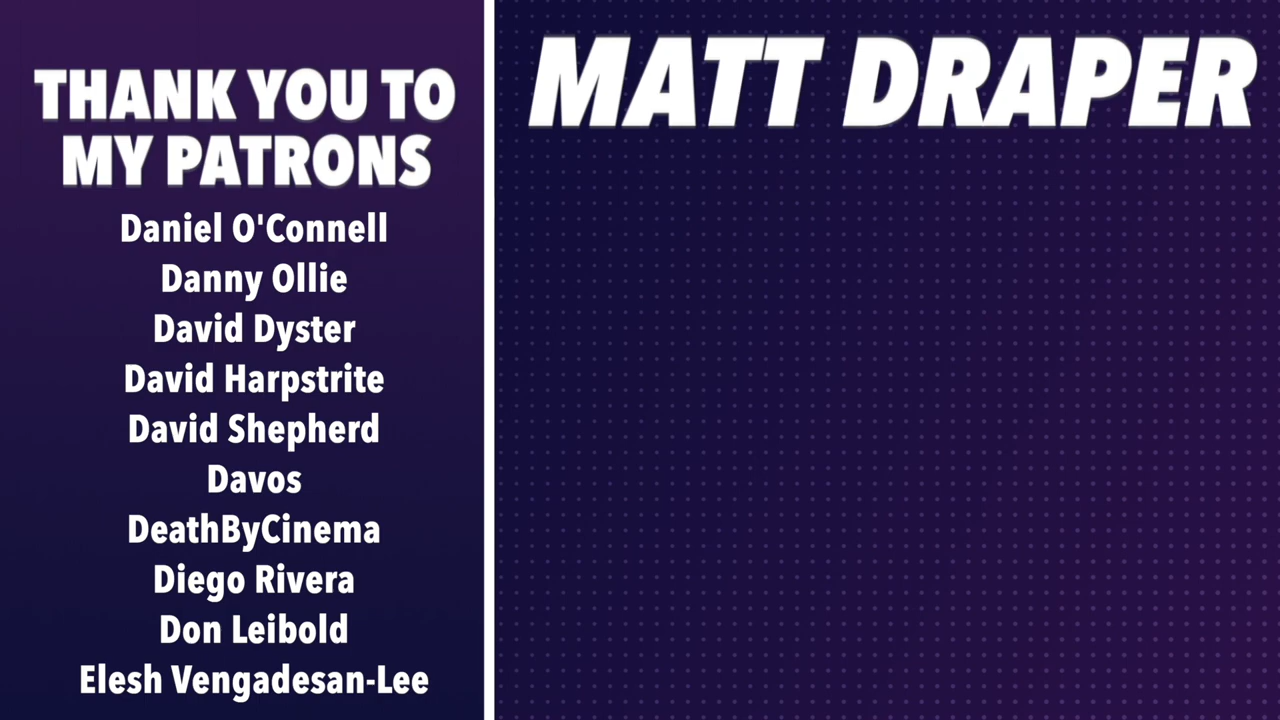 THANK YOU TO
MY PATRONS
Daniel O'Connell
Danny Ollie
David Dyster
David Harpstrite
David Shepherd
Davos
DeathByCinema
Diego Rivera
Don Leibold
Elesh Vengadesan-Lee
MATT DRAPER